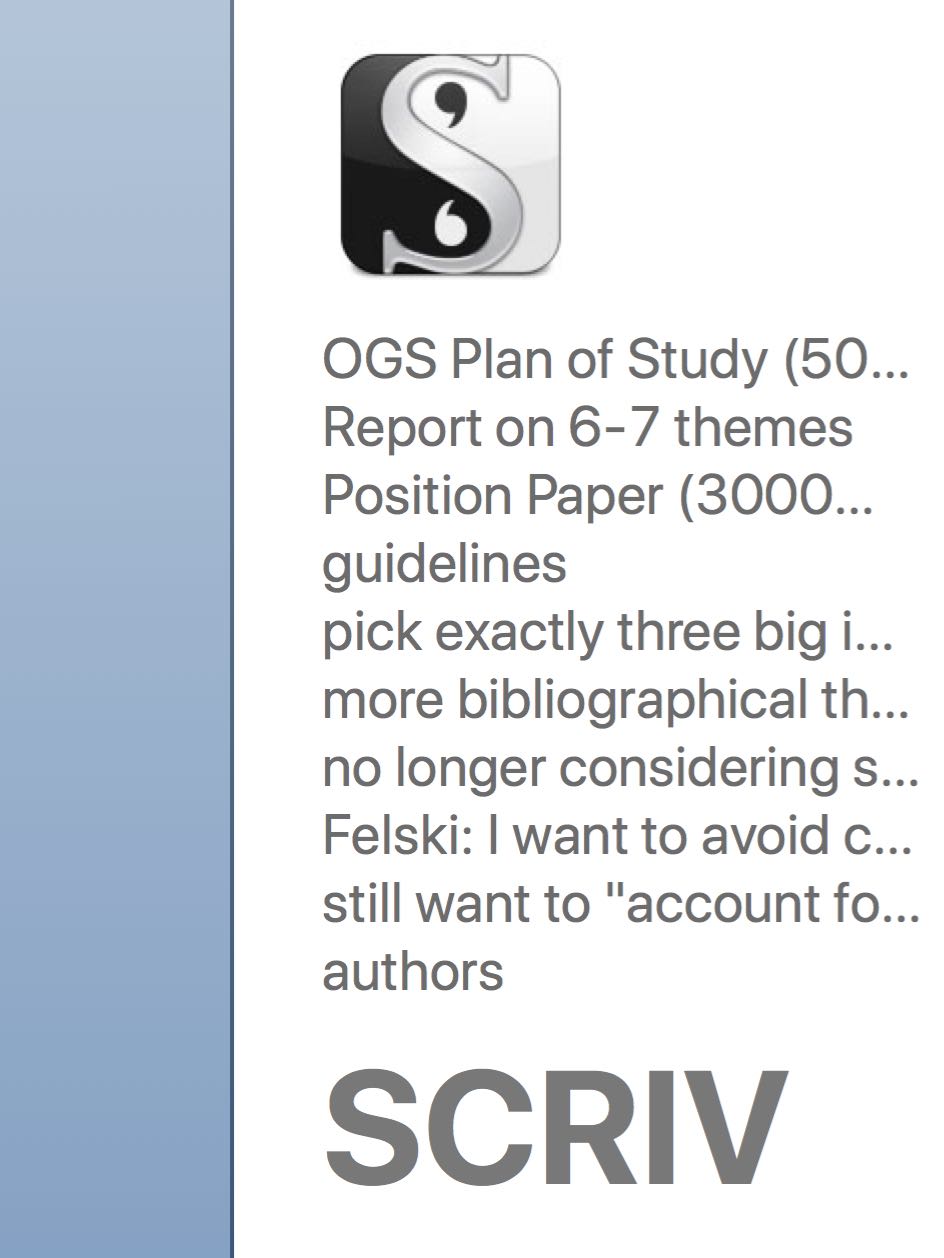 OGS Plan of Study (50...
Report on 6-7 themes
Position Paper (3000...
guidelines
pick exactly three big i...
more bibliographical th...
no longer considering s...
Felski: I want to avoid c...
still want to "account fo...
authors
SCRIV